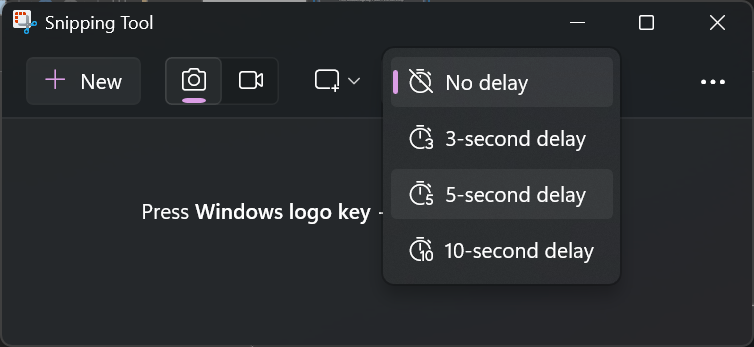 Snipping Tool
New
No delay
3-second delay
5-second delay
10-second delay
Press Windows logo key -